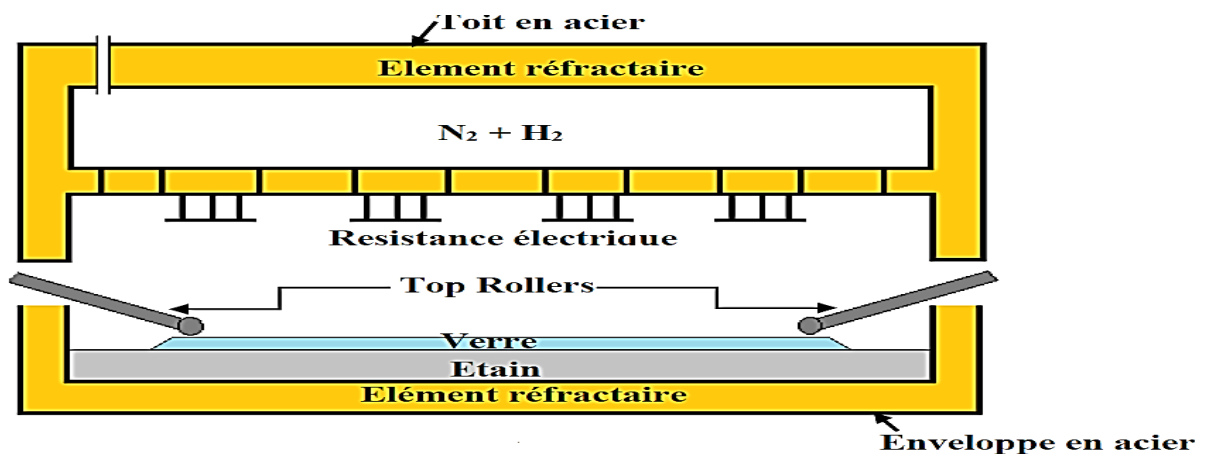 Toit en acier
Element réfractaire
N₂ + H₂
Resistance électrique
Top Rollers
Verre
Etain
Elément réfractaire
Enveloppe en acier